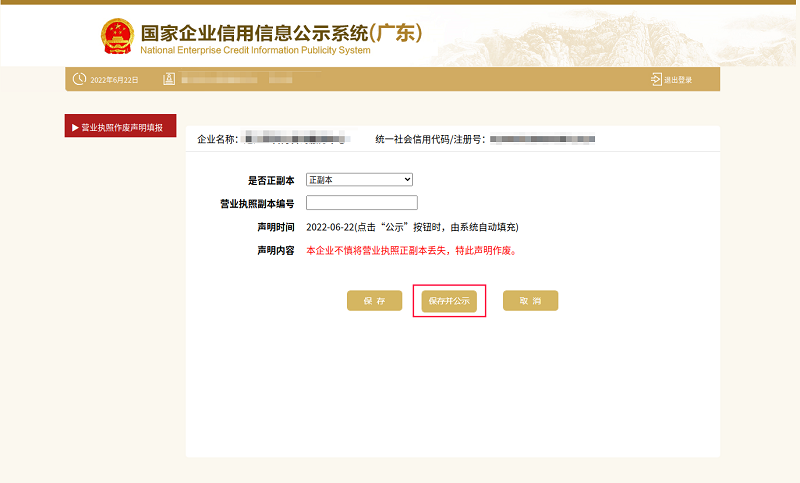 国家企业信用信息公示系统(广东)
National Enterprise Credit Information Publicity System
2022年6月22日
退出登录
▶ 营业执照作废声明填报
企业名称： 统一社会信用代码/注册号：
是否正副本 正副本
营业执照副本编号
声明时间 2022-06-22(点击“公示”按钮时，由系统自动填充)
声明内容 本企业不慎将营业执照正副本丢失，特此声明作废。
保 存 保存并公示 取 消